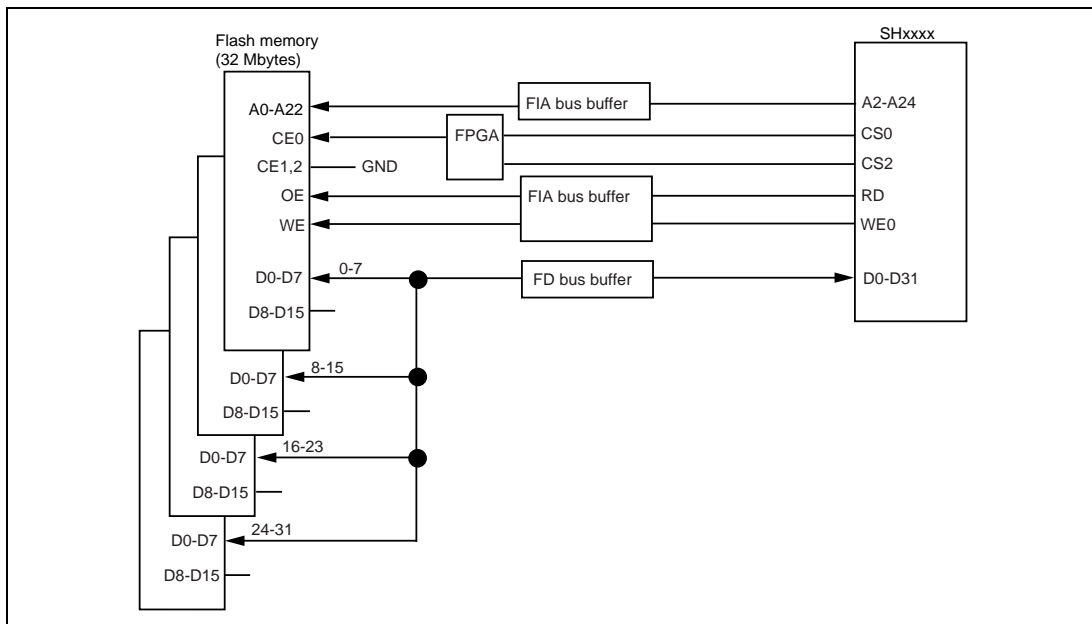 SHxxxx
Flash memory
(32 Mbytes)
A0-A22
FIA bus buffer
A2-A24
CE0
FPGA
CS0
CE1,2
GND
CS2
OE
FIA bus buffer
RD
WE
WE0
D0-D7
0-7
FD bus buffer
D0-D31
D8-D15
D0-D7
8-15
D8-D15
D0-D7
16-23
D8-D15
D0-D7
24-31
D8-D15